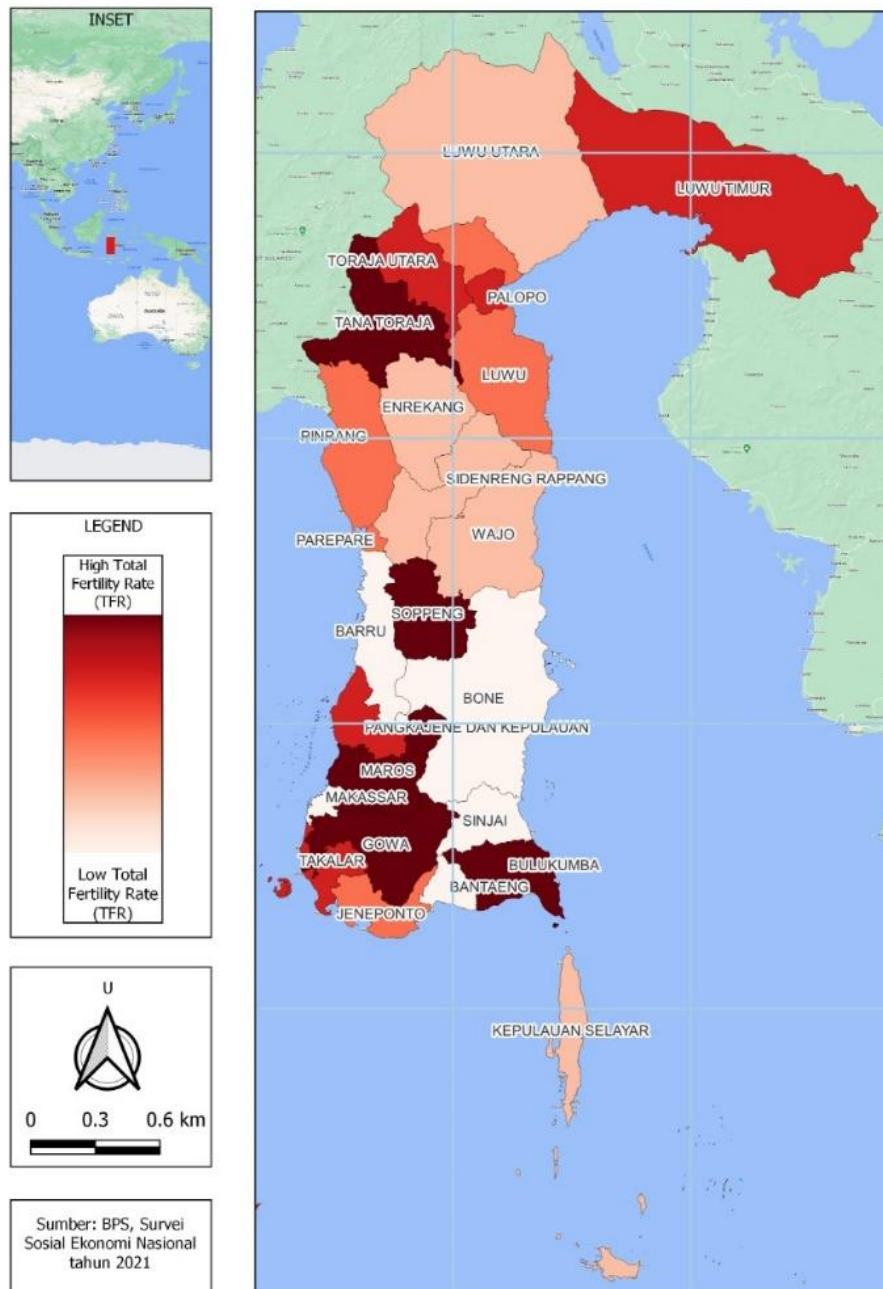 INSET
Australia
LEGEND
High Total
Fertility Rate
(TFR)
Low Total
Fertility Rate
(TFR)
U
0 0.3 0.6 km
Sumber: BPS, Survei
Sosial Ekonomi Nasional
tahun 2021
LUWU UTARA
LUWU TIMUR
TORAJA UTARA
PALOPO
TANA TORAJA
LUWU
ENREKANG
PINRANG
SIDENRENG RAPPANG
PAREPARE
WAJO
SOPPENG
BARRU
BONE
PANGKAJENE DAN KEPULAUAN
MAROS
MAKASSAR
SINJAI
GOWA
TAKALAR
BULUKUMBA
BANTAENG
JENEPONTO
KEPULAUAN SELAYAR